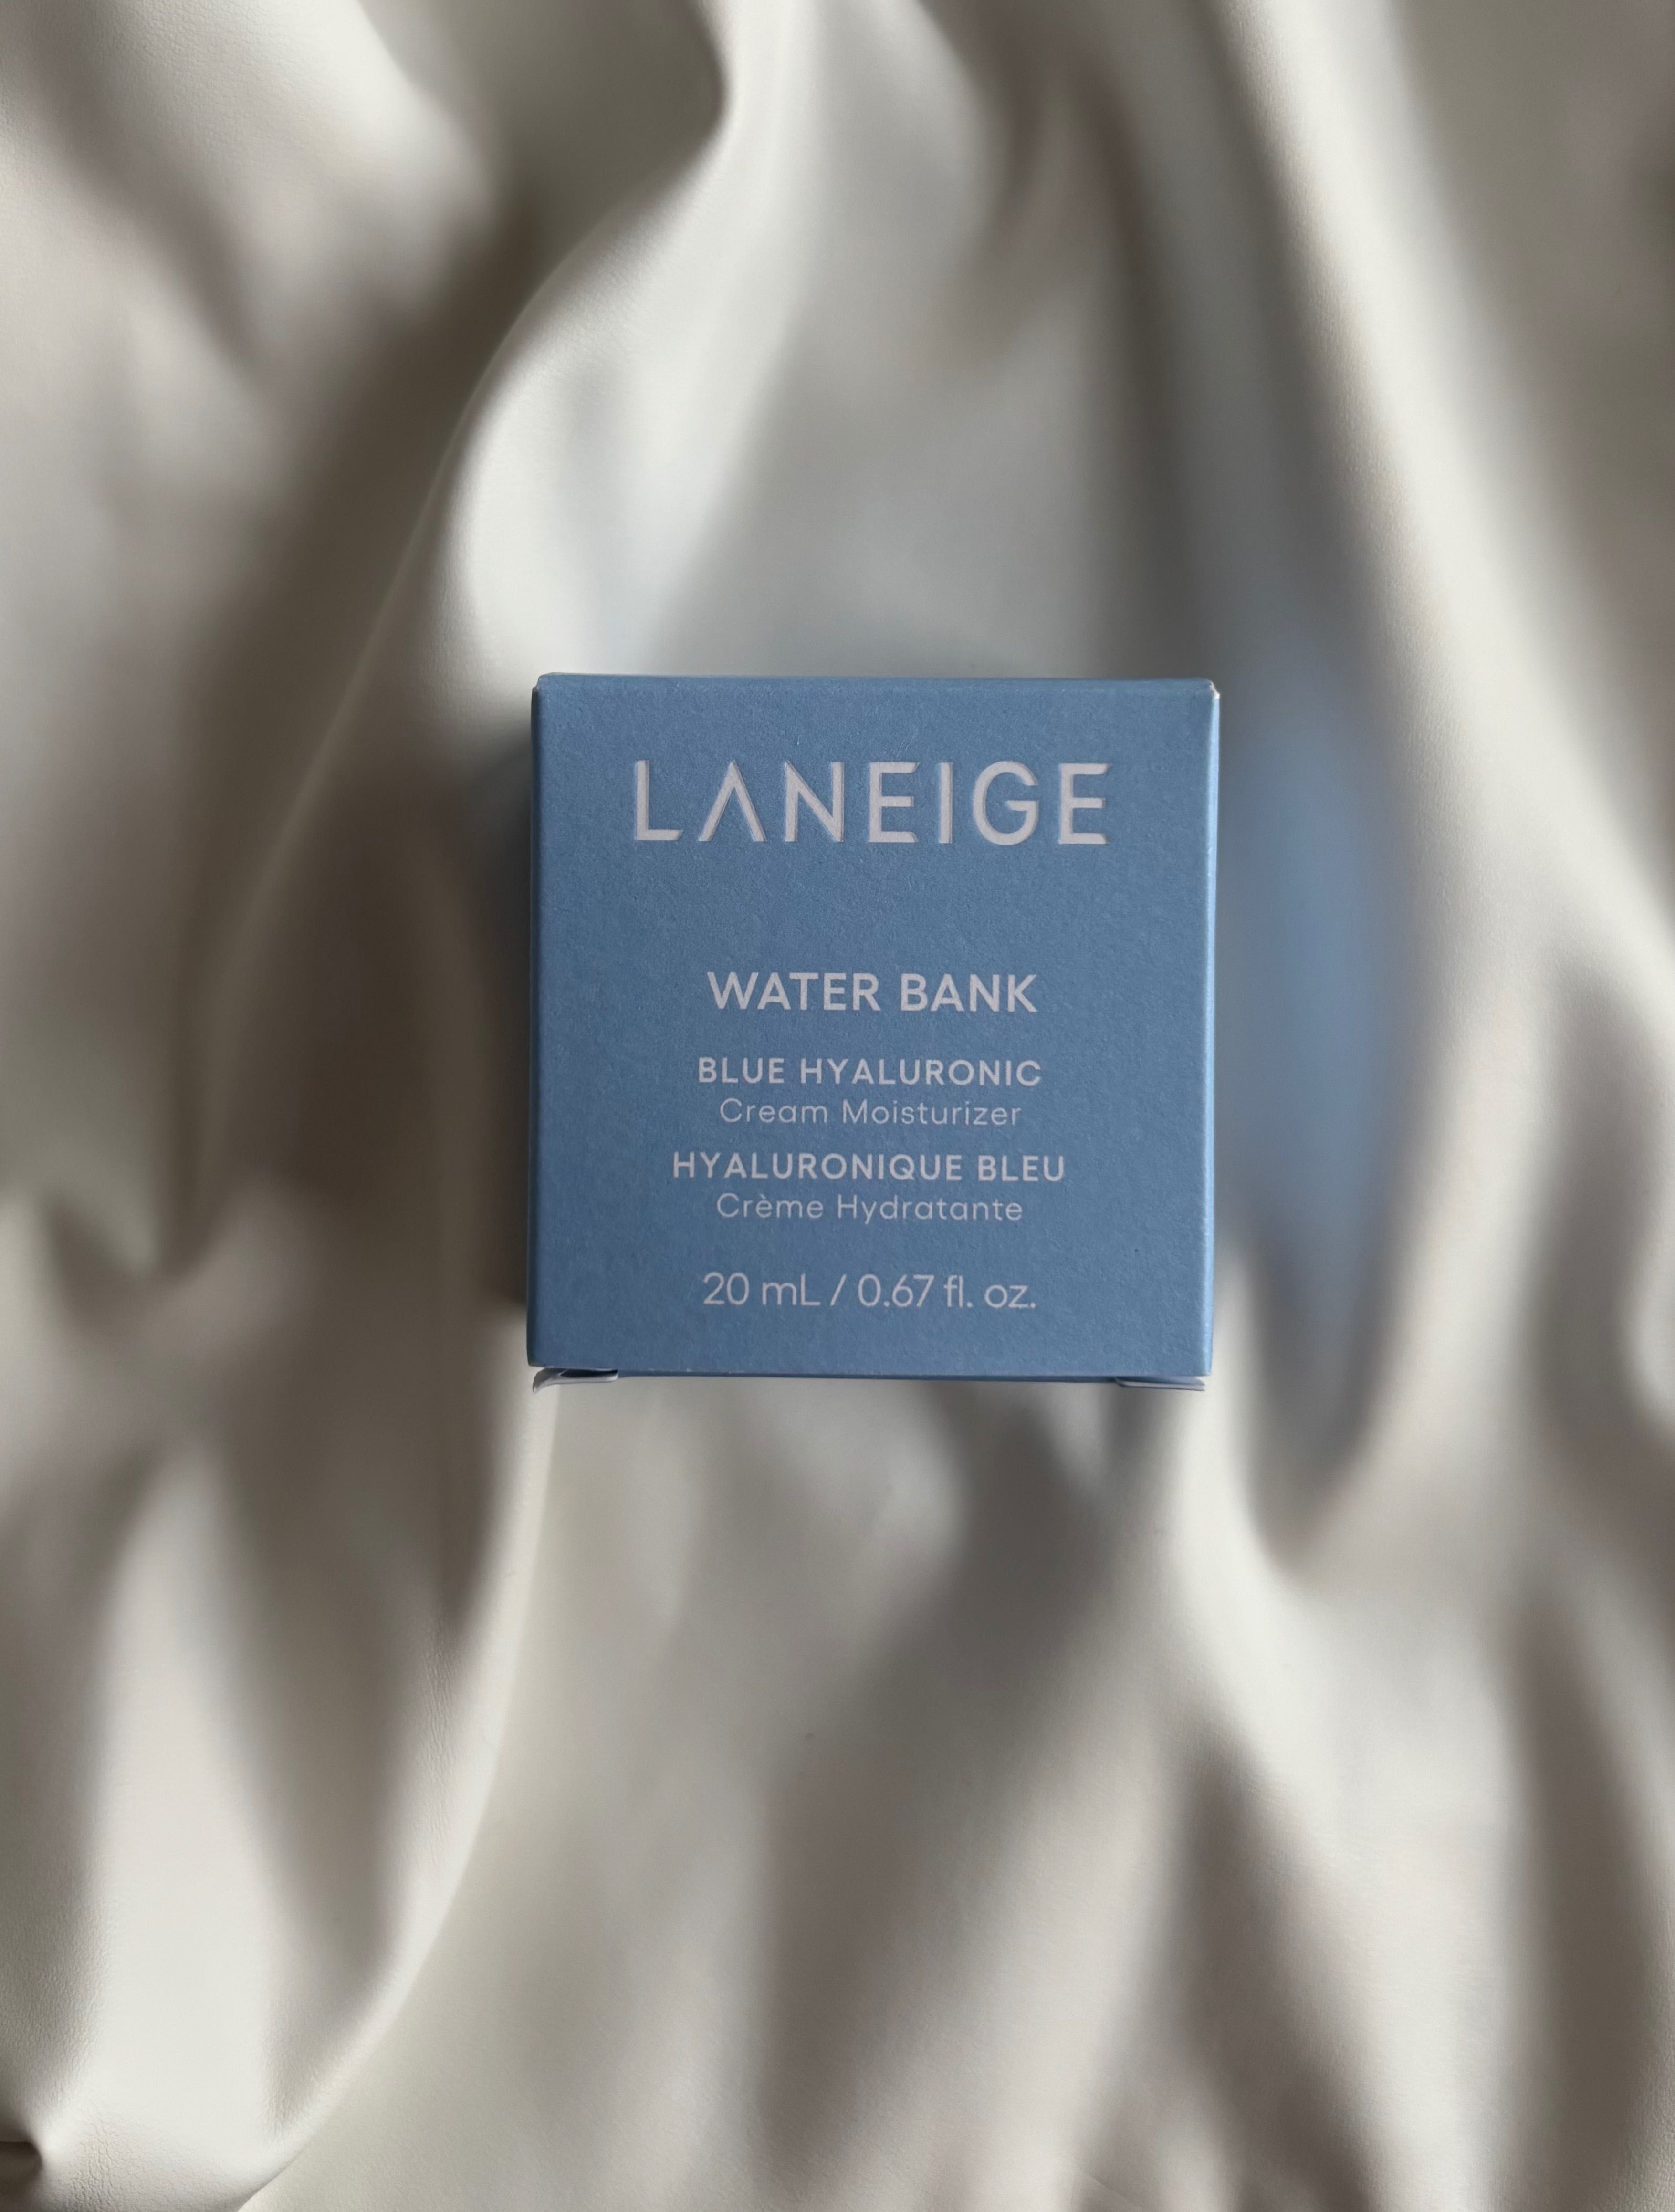 LANEIGE
WATER BANK
BLUE HYALURONIC
Cream Moisturizer
HYALURONIQUE BLEU
Crème Hydratante
20 mL / 0.67 fl. oz.